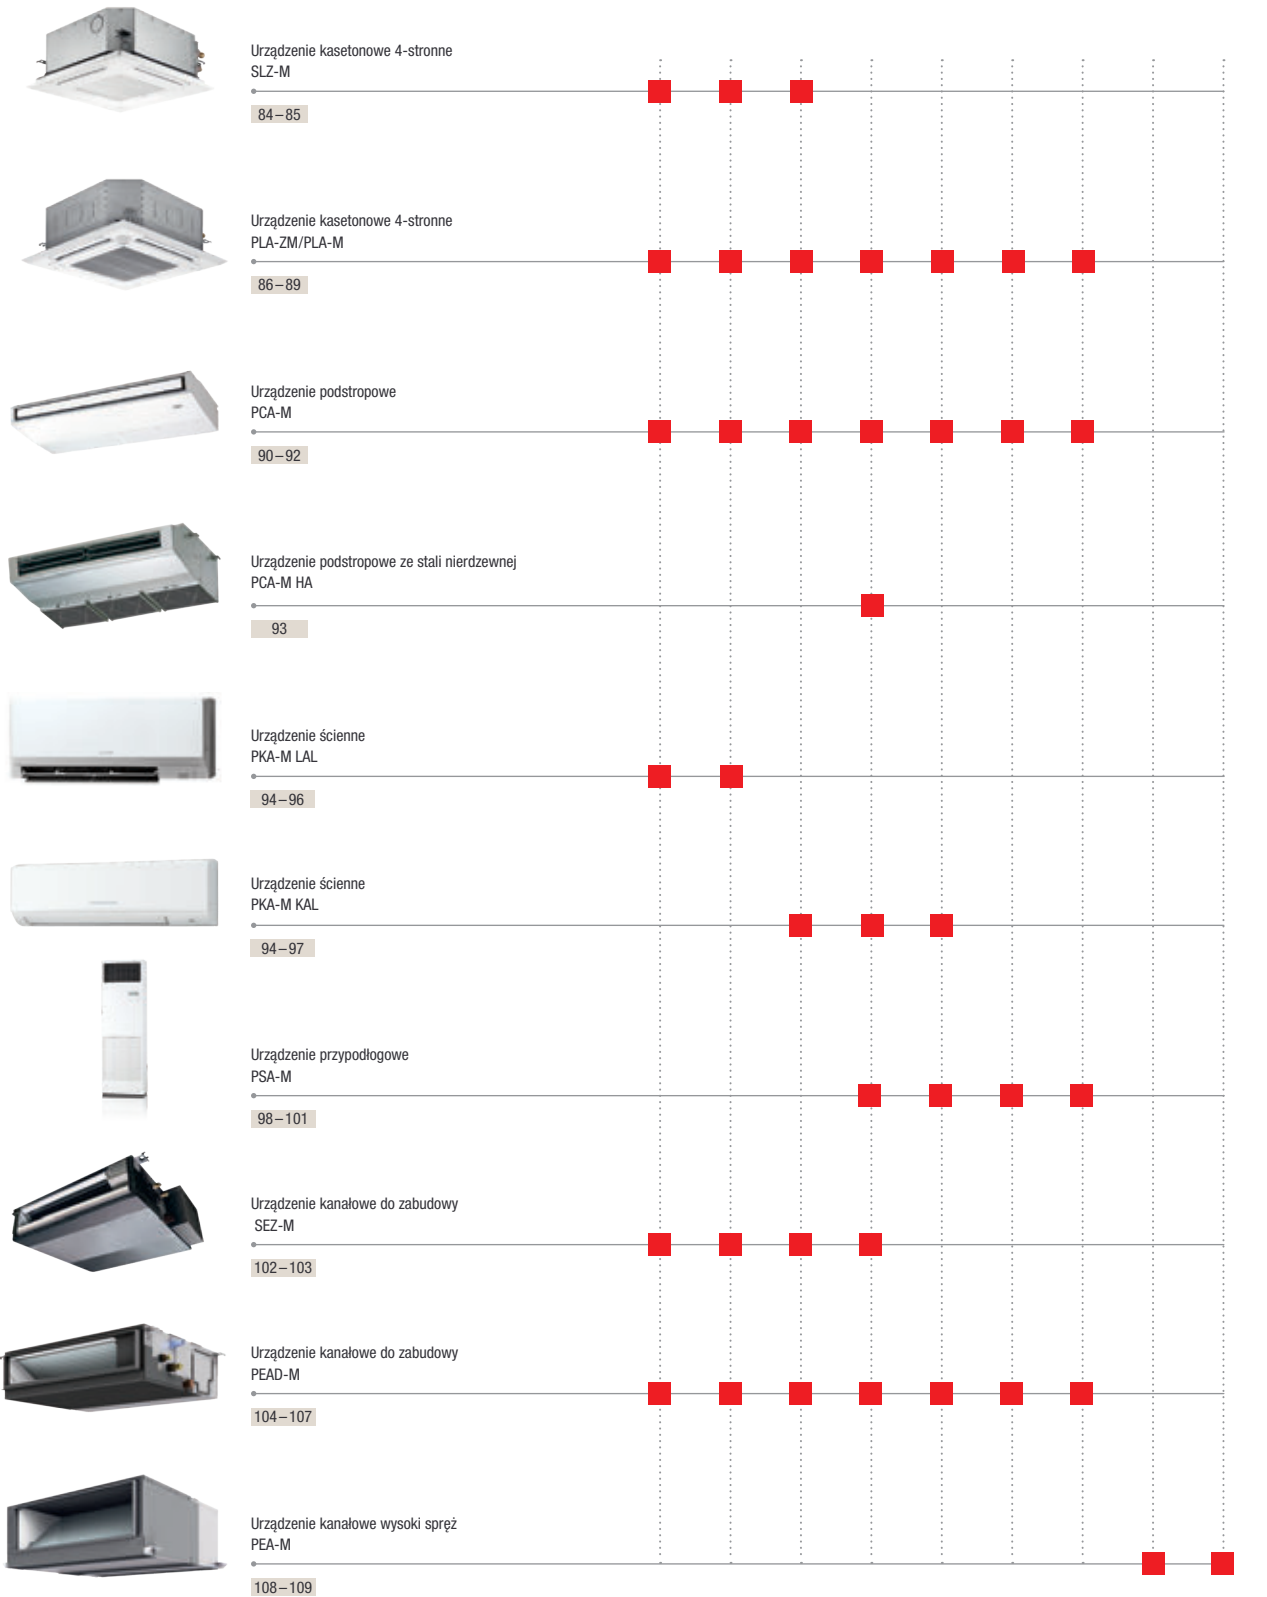 Urządzenie kasetonowe 4-stronne
SLZ-M
84–85
Urządzenie kasetonowe 4-stronne
PLA-ZM/PLA-M
86–89
Urządzenie podstropowe
PCA-M
90–92
Urządzenie podstropowe ze stali nierdzewnej
PCA-M HA
93
Urządzenie ścienne
PKA-M LAL
94–96
Urządzenie ścienne
PKA-M KAL
94–97
Urządzenie przypodłogowe
PSA-M
98–101
Urządzenie kanałowe do zabudowy
SEZ-M
102–103
Urządzenie kanałowe do zabudowy
PEAD-M
104–107
Urządzenie kanałowe wysoki spręż
PEA-M
108–109